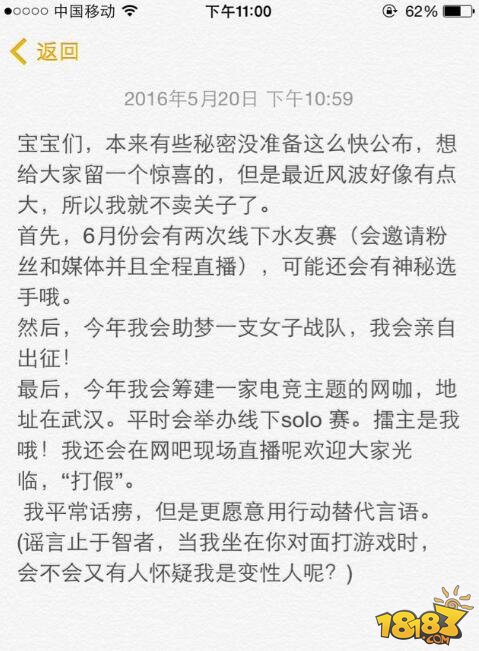 中国移动 下午11:00 62%
返回
2016年5月20日 下午10:59
宝宝们，本来有些秘密没准备这么快公布，想
给大家留一个惊喜的，但是最近风波好像有点
大，所以我就不卖关子了。
首先，6月份会有两次线下水友赛（会邀请粉
丝和媒体并且全程直播），可能还会有神秘选
手哦。
然后，今年我会助梦一支女子战队，我会亲自
出征！
最后，今年我会筹建一家电竞主题的网咖，地
址在武汉。平时会举办线下solo 赛。擂主是我
哦！我还会在网吧现场直播呢欢迎大家光
临，“打假”。
我平常话痨，但是更愿意用行动替代言语。
(谣言止于智者，当我坐在你对面打游戏时，
会不会又有人怀疑我是变性人呢？)
18183
.COM